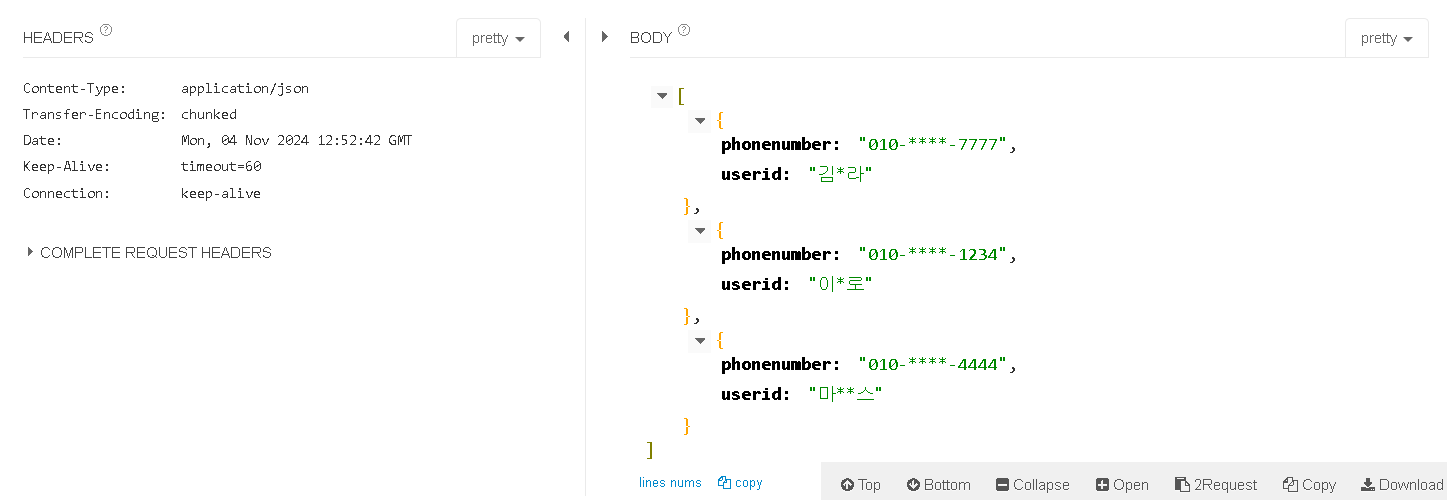 HEADERS ? pretty
Content-Type: application/json
Transfer-Encoding: chunked
Date: Mon, 04 Nov 2024 12:52:42 GMT
Keep-Alive: timeout=60
Connection: keep-alive
COMPLETE REQUEST HEADERS
BODY ? pretty
[
{
phonenumber: "010-****-7777",
userid: "김*라"
},
{
phonenumber: "010-****-1234",
userid: "이*로"
},
{
phonenumber: "010-****-4444",
userid: "마**스"
}
]
lines nums copy
Top Bottom Collapse Open 2Request Copy Download